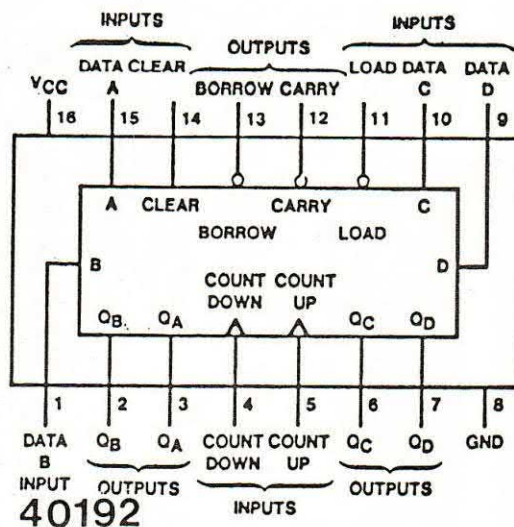 INPUTS INPUTS
OUTPUTS
DATA CLEAR LOAD DATA DATA
VCC A BORROW CARRY C D
16 15 14 13 12 11 10 9
A CLEAR CARRY C
BORROW LOAD
B D
COUNT COUNT
DOWN UP
QB QA QC QD
1 2 3 4 5 6 7 8
DATA QB QA COUNT COUNT QC QD GND
B DOWN UP
INPUT OUTPUTS OUTPUTS
INPUTS
40192